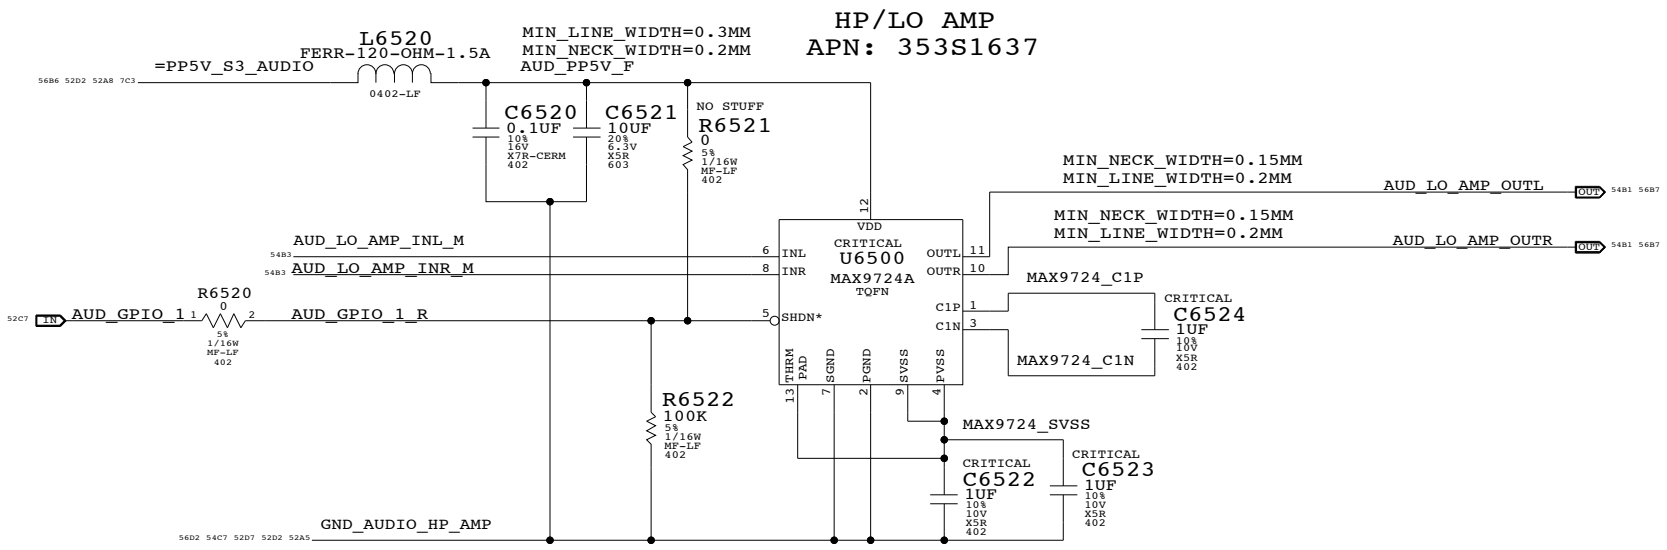 HP/LO AMP
APN: 353S1637
L6520
FERR-120-OHM-1.5A
=PP5V_S3_AUDIO
56B6 52D2 52A8 7C3
0402-LF
MIN_LINE_WIDTH=0.3MM
MIN_NECK_WIDTH=0.2MM
AUD_PP5V_F
C6520
0.1UF
10%
16V
X7R-CERM
402
C6521
10UF
20%
6.3V
X5R
603
NO STUFF
R6521
0
5%
1/16W
MF-LF
402
MIN_NECK_WIDTH=0.15MM
MIN_LINE_WIDTH=0.2MM
AUD_LO_AMP_OUTL
OUT
54B1 56B7
MIN_NECK_WIDTH=0.15MM
MIN_LINE_WIDTH=0.2MM
AUD_LO_AMP_OUTR
OUT
54B1 56B7
12
VDD
CRITICAL
U6500
MAX9724A
TQFN
AUD_LO_AMP_INL_M
54B3
6
INL
AUD_LO_AMP_INR_M
54B3
8
INR
OUTL
11
OUTR
10
C1P
1
C1N
3
MAX9724_C1P
MAX9724_C1N
CRITICAL
C6524
1UF
10%
10V
X5R
402
52C7
IN
AUD_GPIO_1
1
R6520
0
2
5%
1/16W
MF-LF
402
AUD_GPIO_1_R
5
SHDN*
THRM
PAD
13
SGND
7
PGND
2
SVSS
9
PVSS
4
R6522
100K
5%
1/16W
MF-LF
402
MAX9724_SVSS
CRITICAL
C6522
1UF
10%
10V
X5R
402
CRITICAL
C6523
1UF
10%
10V
X5R
402
GND_AUDIO_HP_AMP
56D2 54C7 52D7 52D2 52A5